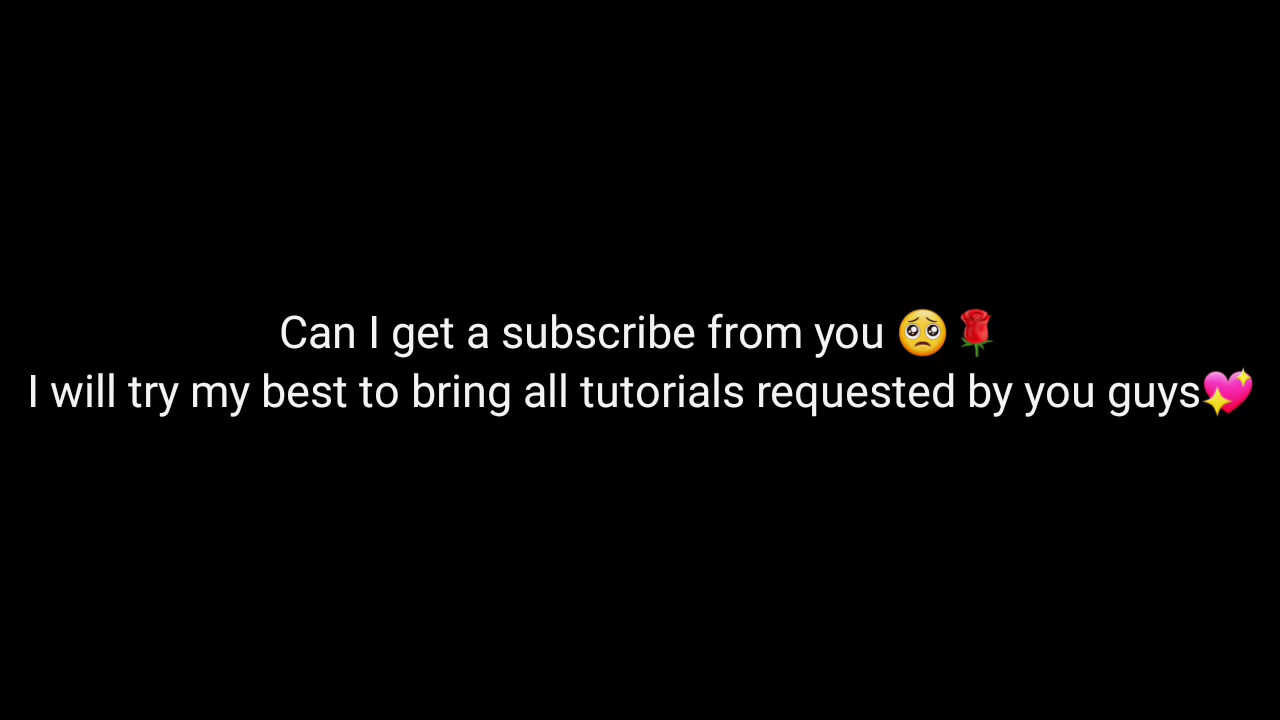 Can I get a subscribe from you 🥺🌹
I will try my best to bring all tutorials requested by you guys💖